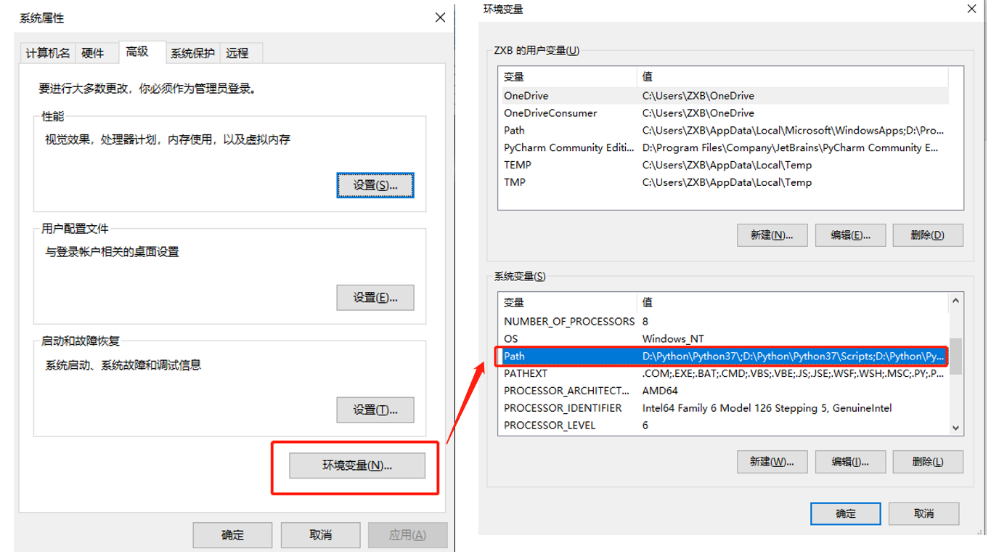 系统属性
计算机名 硬件 高级 系统保护 远程
要进行大多数更改，你必须作为管理员登录。
性能
视觉效果，处理器计划，内存使用，以及虚拟内存
设置(S)...
用户配置文件
与登录帐户相关的桌面设置
设置(E)...
启动和故障恢复
系统启动、系统故障和调试信息
设置(T)...
环境变量(N)...
确定 取消 应用(A)
环境变量
ZXB 的用户变量(U)
变量 值
OneDrive C:\Users\ZXB\OneDrive
OneDriveConsumer C:\Users\ZXB\OneDrive
Path C:\Users\ZXB\AppData\Local\Microsoft\WindowsApps;D:\Pro...
PyCharm Community Editi... D:\Program Files\Company\JetBrains\PyCharm Community E...
TEMP C:\Users\ZXB\AppData\Local\Temp
TMP C:\Users\ZXB\AppData\Local\Temp
新建(N)... 编辑(E)... 删除(D)
系统变量(S)
变量 值
NUMBER_OF_PROCESSORS 8
OS Windows_NT
Path D:\Python\Python37\;D:\Python\Python37\Scripts;D:\Python\Py...
PATHEXT .COM;.EXE;.BAT;.CMD;.VBS;.VBE;.JS;.JSE;.WSF;.WSH;.MSC;.PY;.P...
PROCESSOR_ARCHITECT... AMD64
PROCESSOR_IDENTIFIER Intel64 Family 6 Model 126 Stepping 5, GenuineIntel
PROCESSOR_LEVEL 6
新建(W)... 编辑(I)... 删除(L)
确定 取消